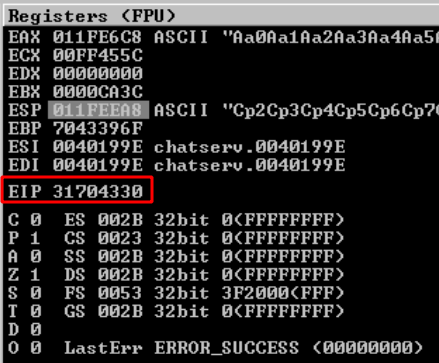 Registers (FPU)
EAX 011FE6C8 ASCII "Aa0Aa1Aa2Aa3Aa4Aa5A
ECX 00FF455C
EDX 00000000
EBX 0000CA3C
ESP 011FEEA8 ASCII "Cp2Cp3Cp4Cp5Cp6Cp7C
EBP 7043396F
ESI 0040199E chatserv.0040199E
EDI 0040199E chatserv.0040199E
EIP 31704330
C 0 ES 002B 32bit 0(FFFFFFFF)
P 1 CS 0023 32bit 0(FFFFFFFF)
A 0 SS 002B 32bit 0(FFFFFFFF)
Z 1 DS 002B 32bit 0(FFFFFFFF)
S 0 FS 0053 32bit 3F2000(FFF)
T 0 GS 002B 32bit 0(FFFFFFFF)
D 0
O 0 LastErr ERROR_SUCCESS (00000000)